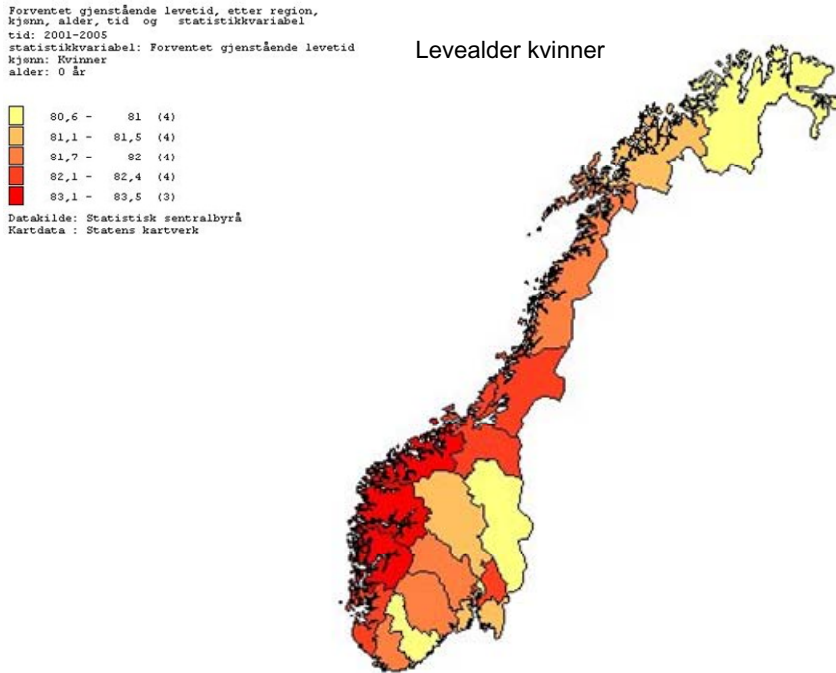 Forventet gjenstående levetid, etter region,
kjønn, alder, tid og statistikkvariabel
tid: 2001-2005
statistikkvariabel: Forventet gjenstående levetid
kjønn: Kvinner
alder: 0 år
Levealder kvinner
80,6 - 81 (4)
81,1 - 81,5 (4)
81,7 - 82 (4)
82,1 - 82,4 (4)
83,1 - 83,5 (3)
Datakilde: Statistisk sentralbyrå
Kartdata : Statens kartverk